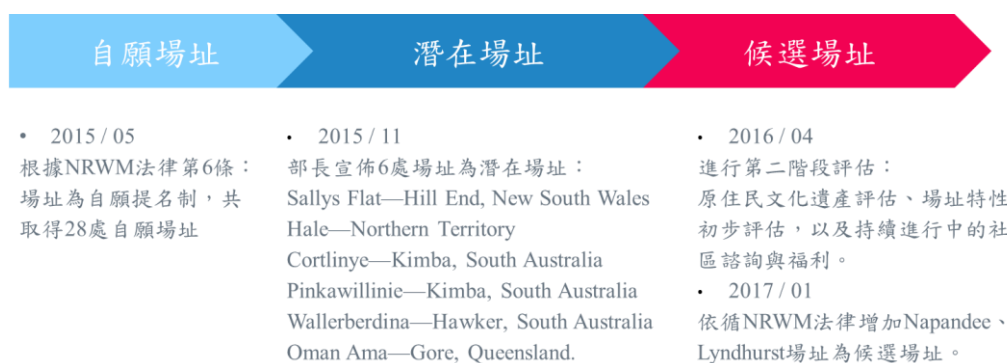 自願場址
潛在場址
候選場址
• 2015 / 05
根據NRWM法律第6條：
場址為自願提名制，共
取得28處自願場址
• 2015 / 11
部長宣佈6處場址為潛在場址：
Sallys Flat—Hill End, New South Wales
Hale—Northern Territory
Cortlinye—Kimba, South Australia
Pinkawillinie—Kimba, South Australia
Wallerberdina—Hawker, South Australia
Oman Ama—Gore, Queensland.
• 2016 / 04
進行第二階段評估：
原住民文化遺產評估、場址特性
初步評估，以及持續進行中的社
區諮詢與福利。
• 2017 / 01
依循NRWM法律增加Napandee、
Lyndhurst場址為候選場址。